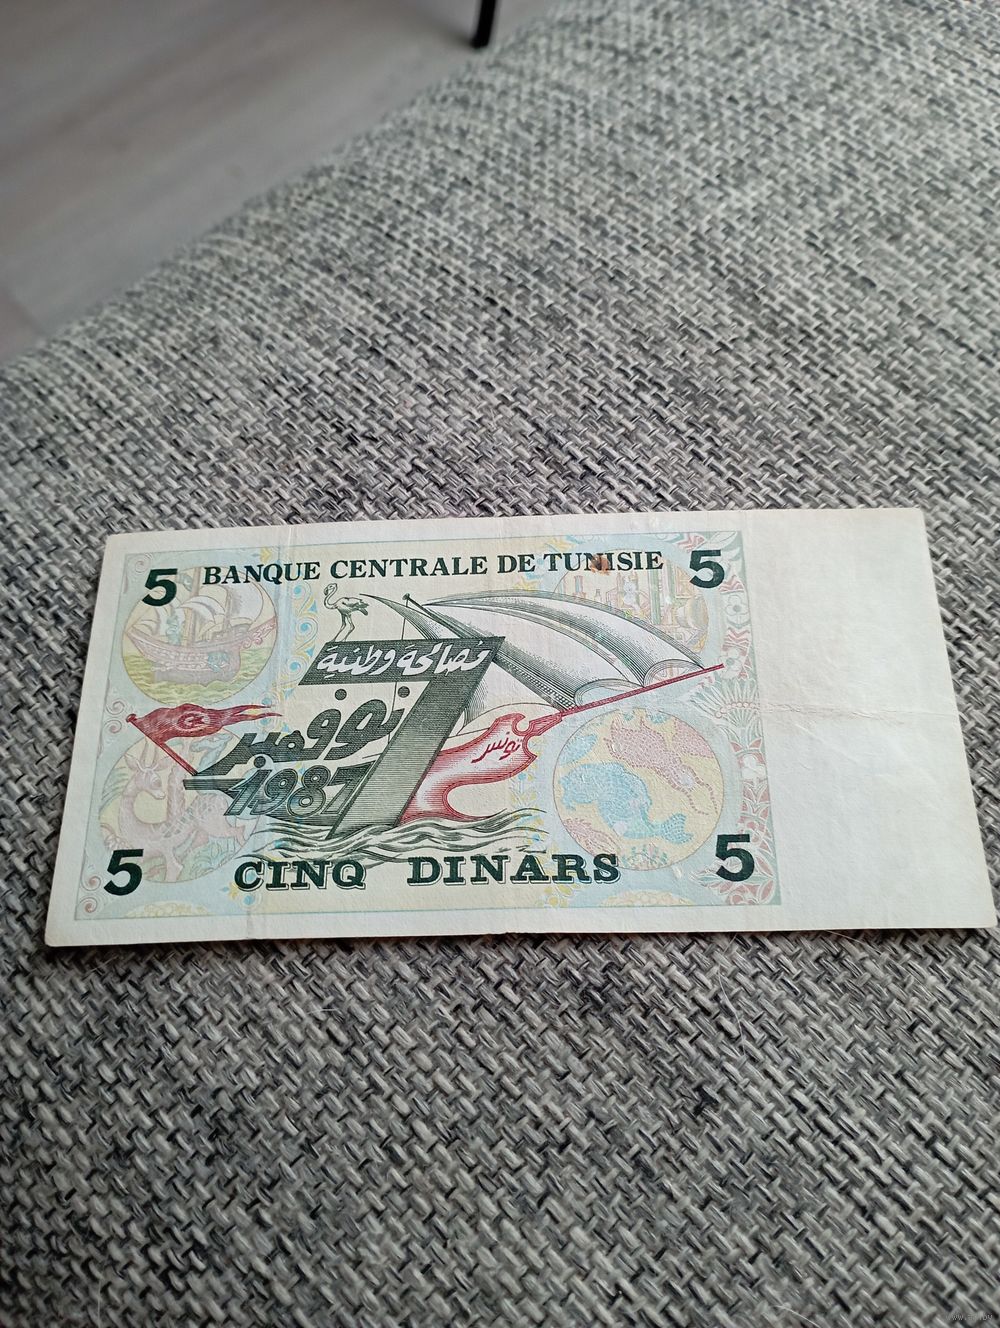 5 BANQUE CENTRALE DE TUNISIE 5
مصالحة وطنية
7 نوفمبر
1987
تونس
5 CINQ DINARS 5